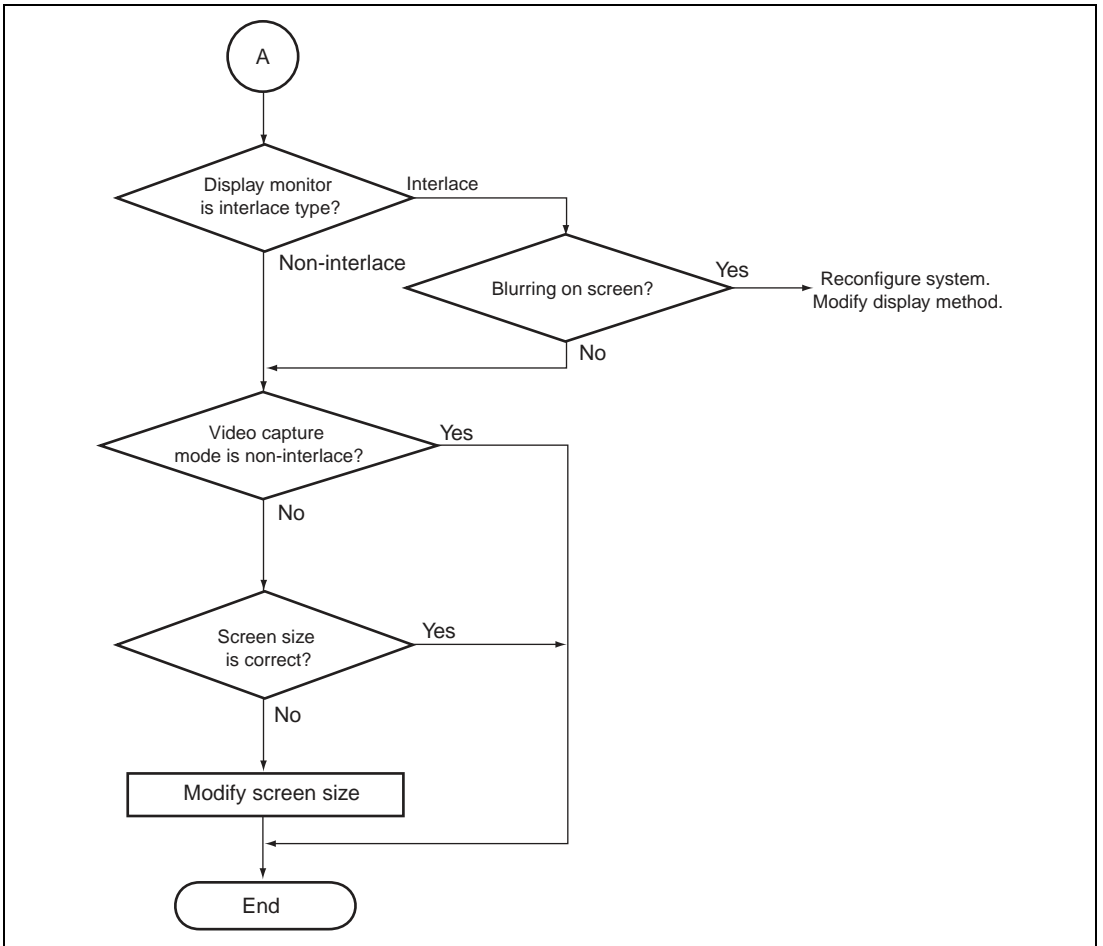 A
Display monitor
is interlace type?
Interlace
Non-interlace
Blurring on screen?
Yes
Reconfigure system.
Modify display method.
No
Video capture
mode is non-interlace?
Yes
No
Screen size
is correct?
Yes
No
Modify screen size
End